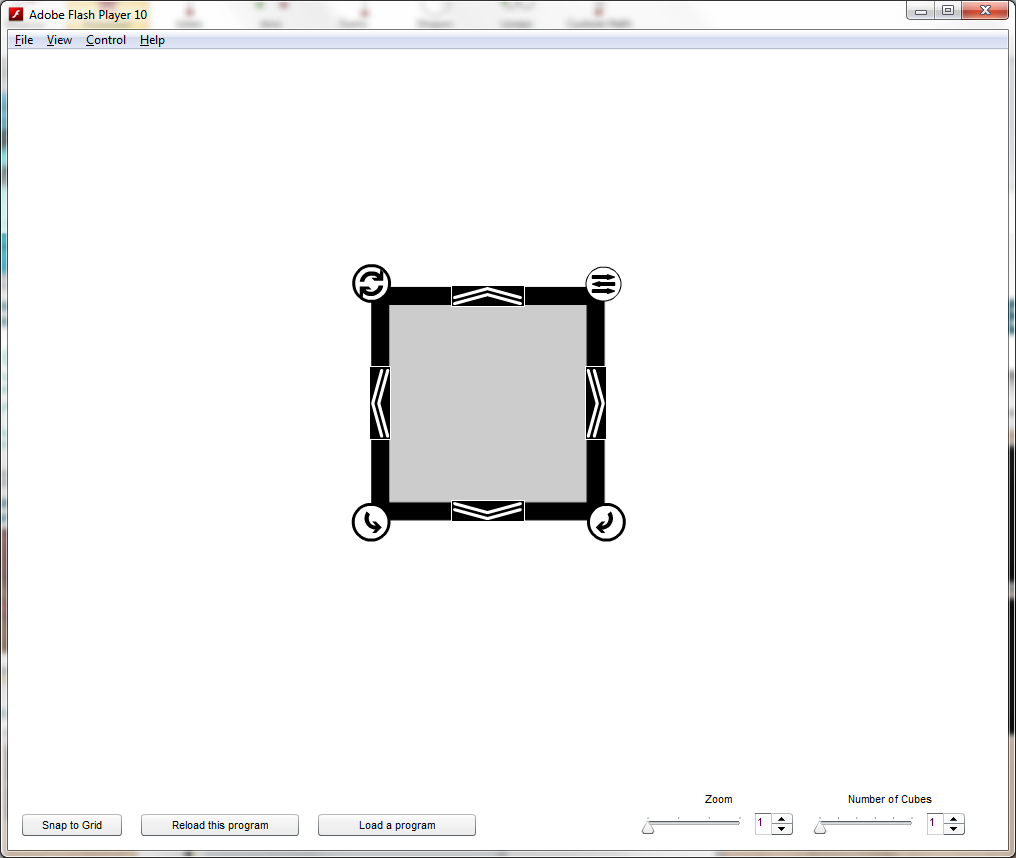 Adobe Flash Player 10
File View Control Help
Zoom Number of Cubes
Snap to Grid Reload this program Load a program 1 1